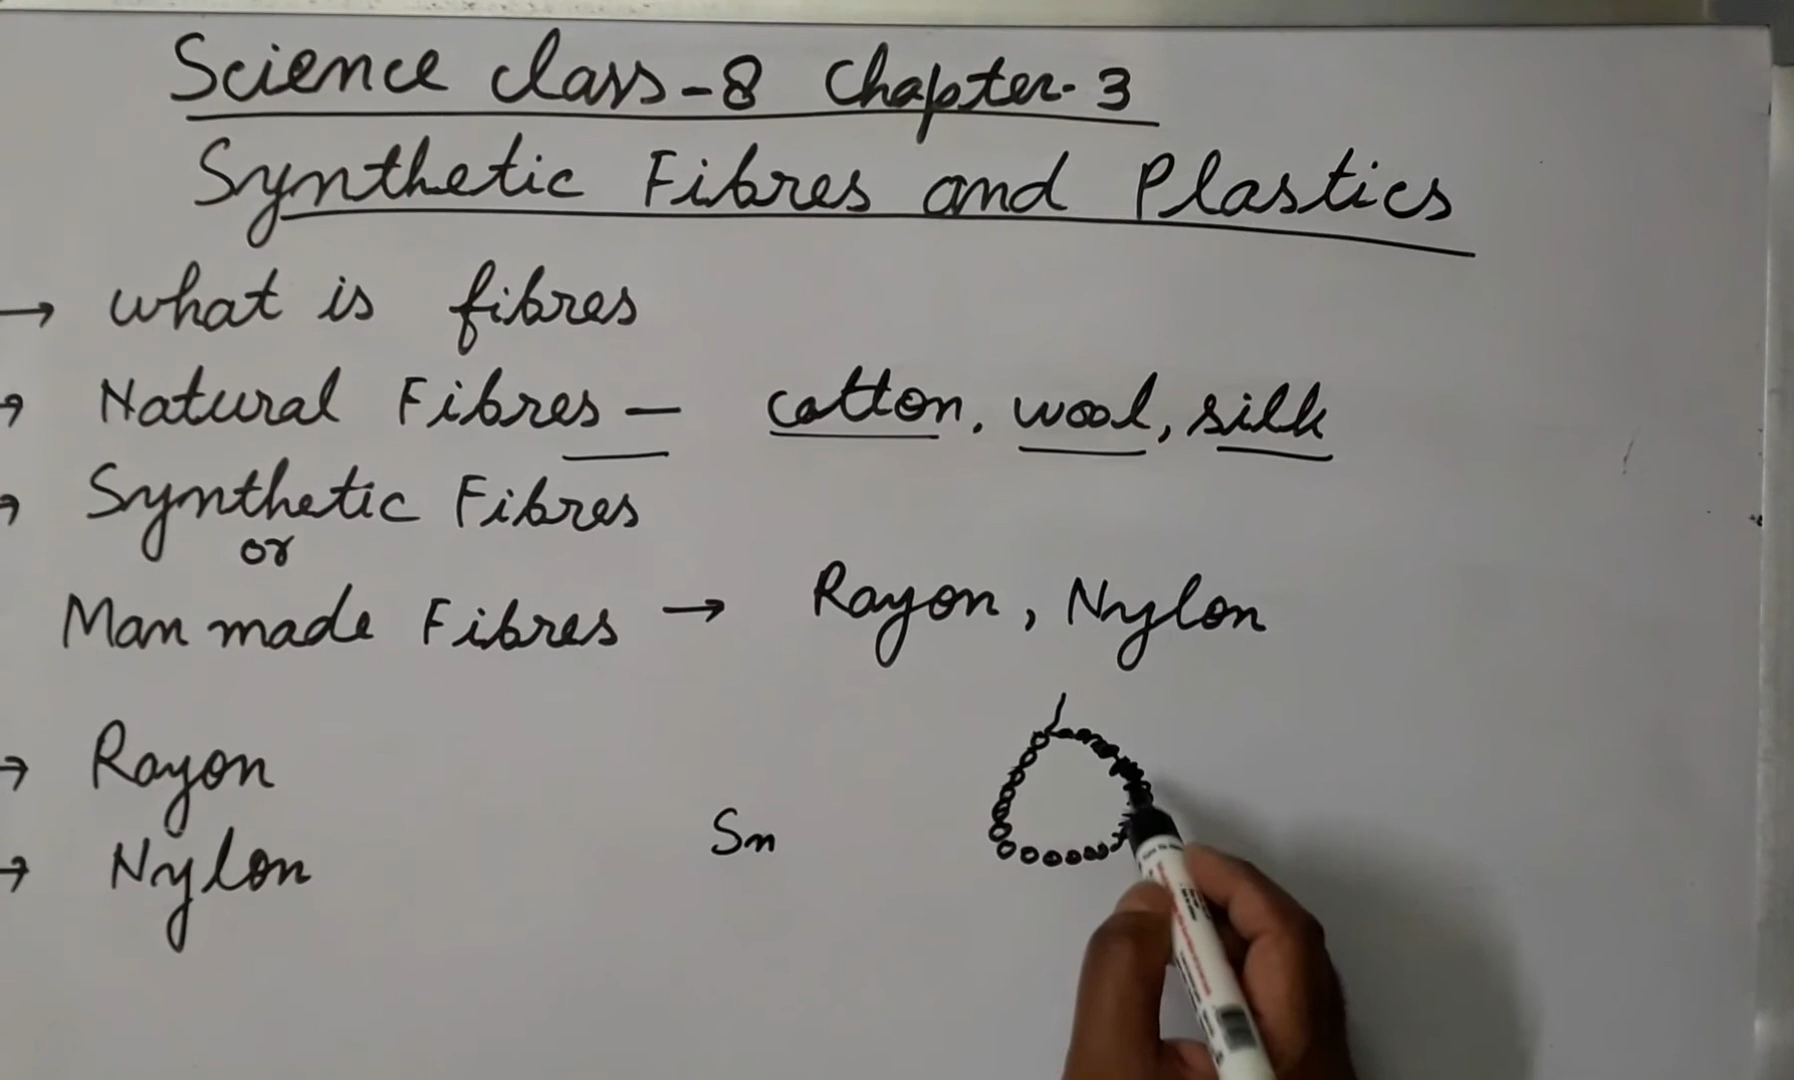 Science class-8 Chapter-3
Synthetic Fibres and Plastics
→ what is fibres
→ Natural Fibres — cotton, wool, silk
→ Synthetic Fibres
or
Man made Fibres → Rayon, Nylon
→ Rayon
Sn
→ Nylon